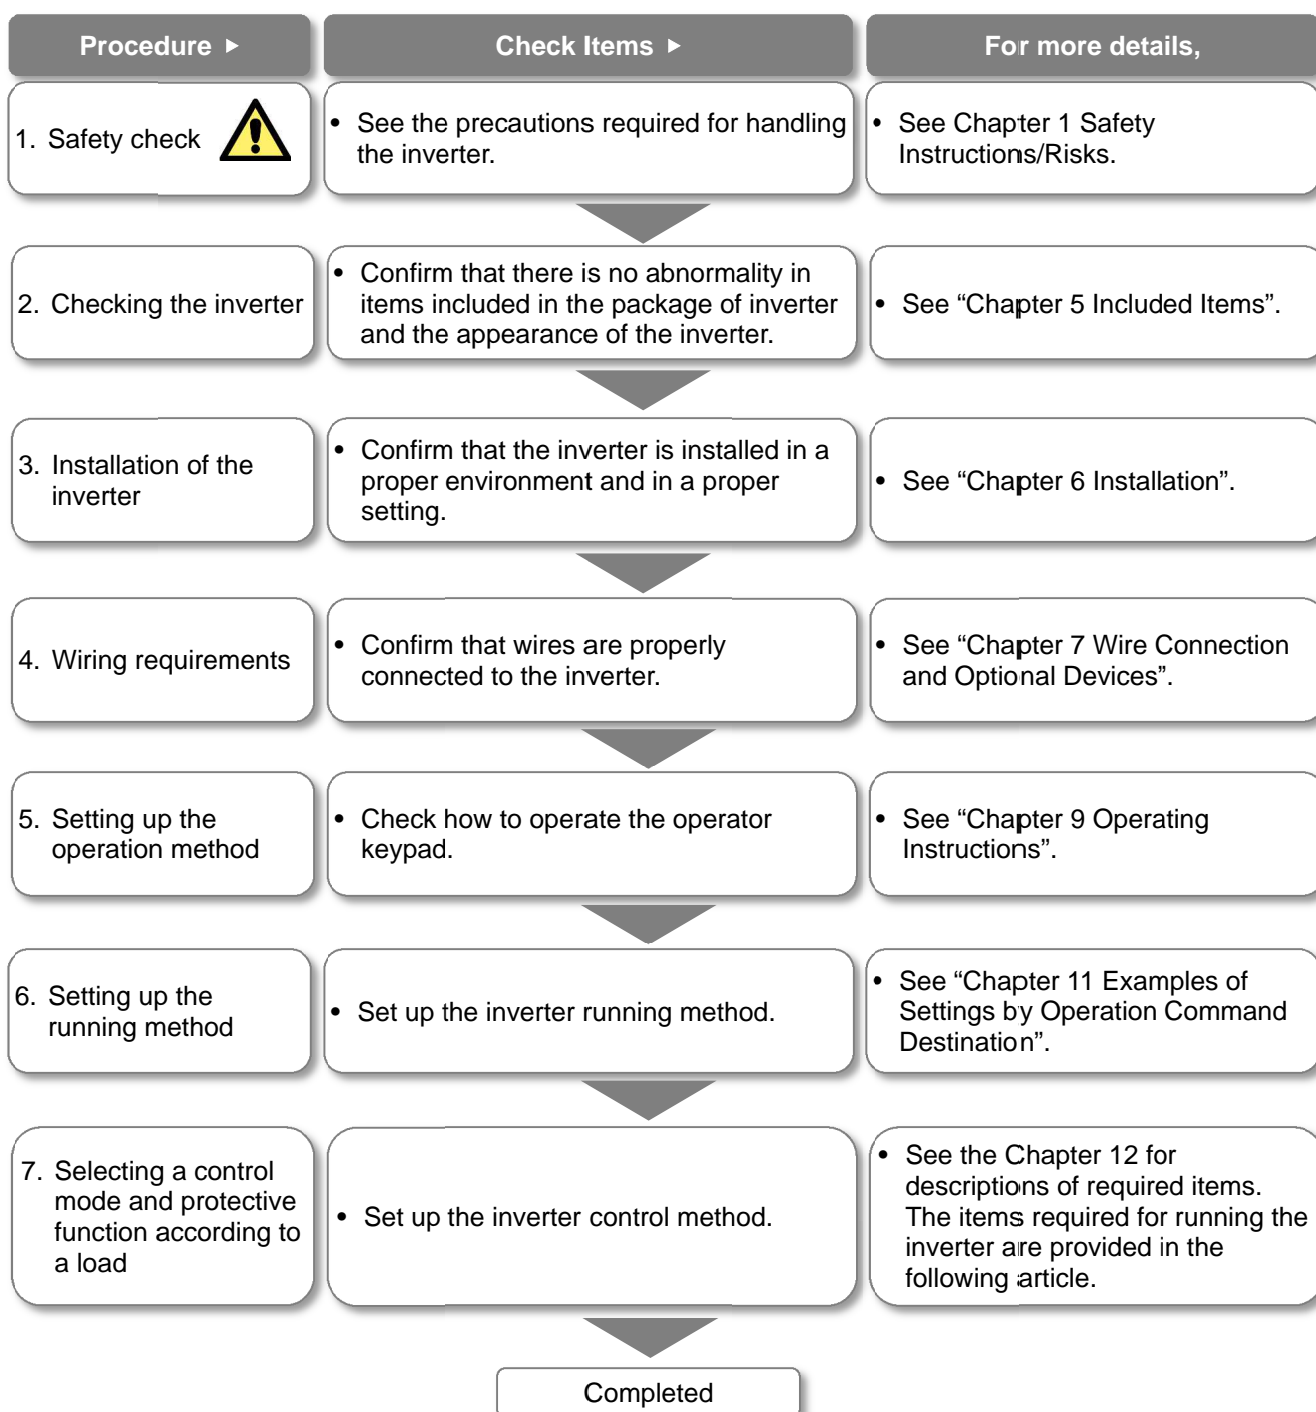 Procedure ▶
Check Items ▶
For more details,
1. Safety check
• See the precautions required for handling
the inverter.
• See Chapter 1 Safety
Instructions/Risks.
2. Checking the inverter
• Confirm that there is no abnormality in
items included in the package of inverter
and the appearance of the inverter.
• See “Chapter 5 Included Items”.
3. Installation of the
inverter
• Confirm that the inverter is installed in a
proper environment and in a proper
setting.
• See “Chapter 6 Installation”.
4. Wiring requirements
• Confirm that wires are properly
connected to the inverter.
• See “Chapter 7 Wire Connection
and Optional Devices”.
5. Setting up the
operation method
• Check how to operate the operator
keypad.
• See “Chapter 9 Operating
Instructions”.
6. Setting up the
running method
• Set up the inverter running method.
• See “Chapter 11 Examples of
Settings by Operation Command
Destination”.
7. Selecting a control
mode and protective
function according to
a load
• Set up the inverter control method.
• See the Chapter 12 for
descriptions of required items.
The items required for running the
inverter are provided in the
following article.
Completed